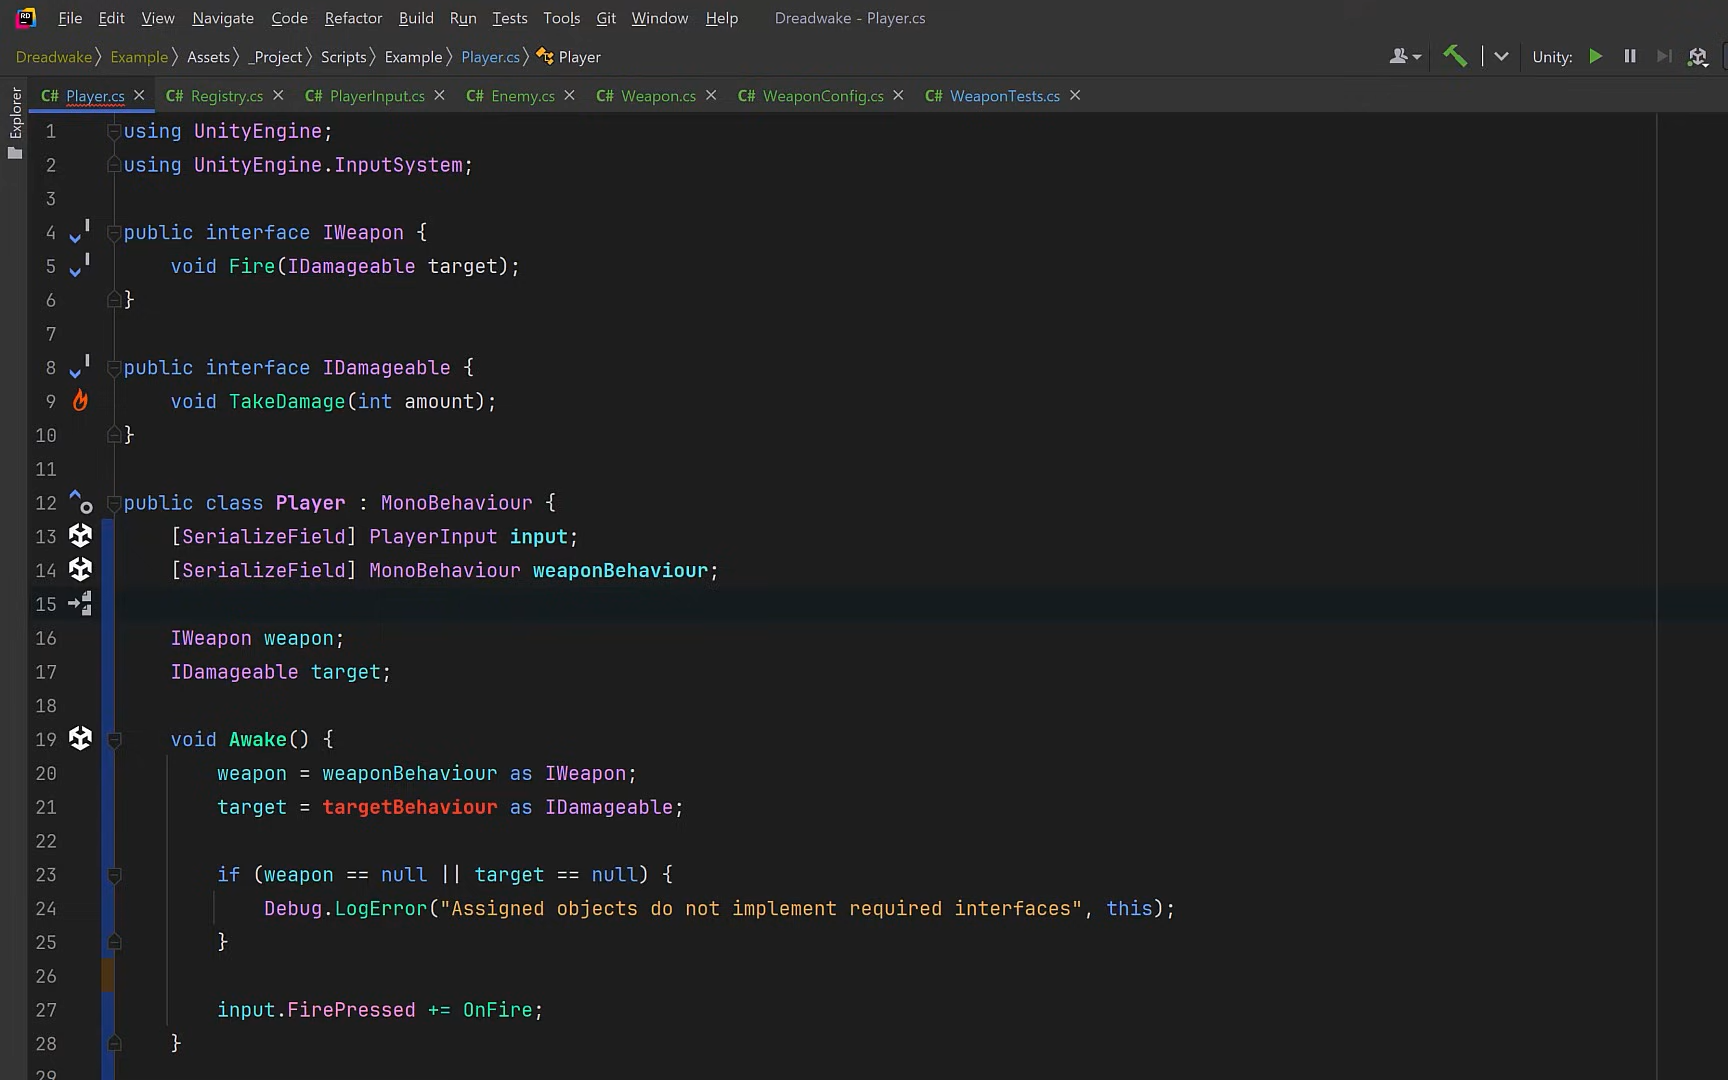 File Edit View Navigate Code Refactor Build Run Tests Tools Git Window Help Dreadwake - Player.cs
Dreadwake Example Assets _Project Scripts Example Player.cs Player Unity:
Explorer
C# Player.cs C# Registry.cs C# PlayerInput.cs C# Enemy.cs C# Weapon.cs C# WeaponConfig.cs C# WeaponTests.cs
1 using UnityEngine;
2 using UnityEngine.InputSystem;
3
4 public interface IWeapon {
5 void Fire(IDamageable target);
6 }
7
8 public interface IDamageable {
9 void TakeDamage(int amount);
10 }
11
12 public class Player : MonoBehaviour {
13 [SerializeField] PlayerInput input;
14 [SerializeField] MonoBehaviour weaponBehaviour;
15
16 IWeapon weapon;
17 IDamageable target;
18
19 void Awake() {
20 weapon = weaponBehaviour as IWeapon;
21 target = targetBehaviour as IDamageable;
22
23 if (weapon == null || target == null) {
24 Debug.LogError("Assigned objects do not implement required interfaces", this);
25 }
26
27 input.FirePressed += OnFire;
28 }
29